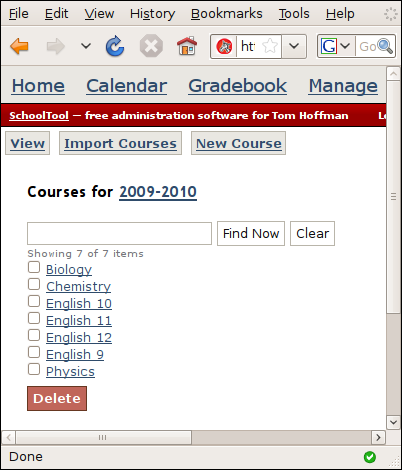 File Edit View History Bookmarks Tools Help
ht G Go
Home Calendar Gradebook Manage
SchoolTool — free administration software for Tom Hoffman
View Import Courses New Course
Courses for 2009-2010
Find Now Clear
Showing 7 of 7 items
Biology
Chemistry
English 10
English 11
English 12
English 9
Physics
Delete
Done